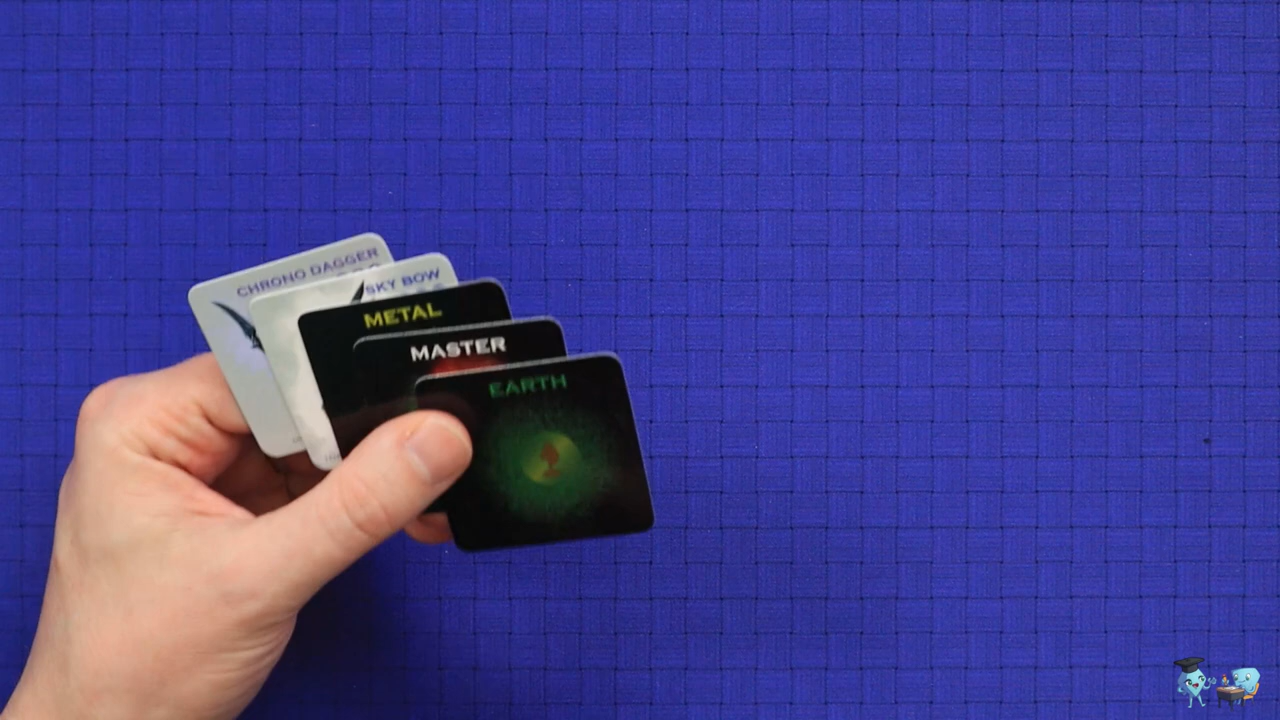 CHRONO DAGGER
SKY BOW
METAL
MASTER
EARTH